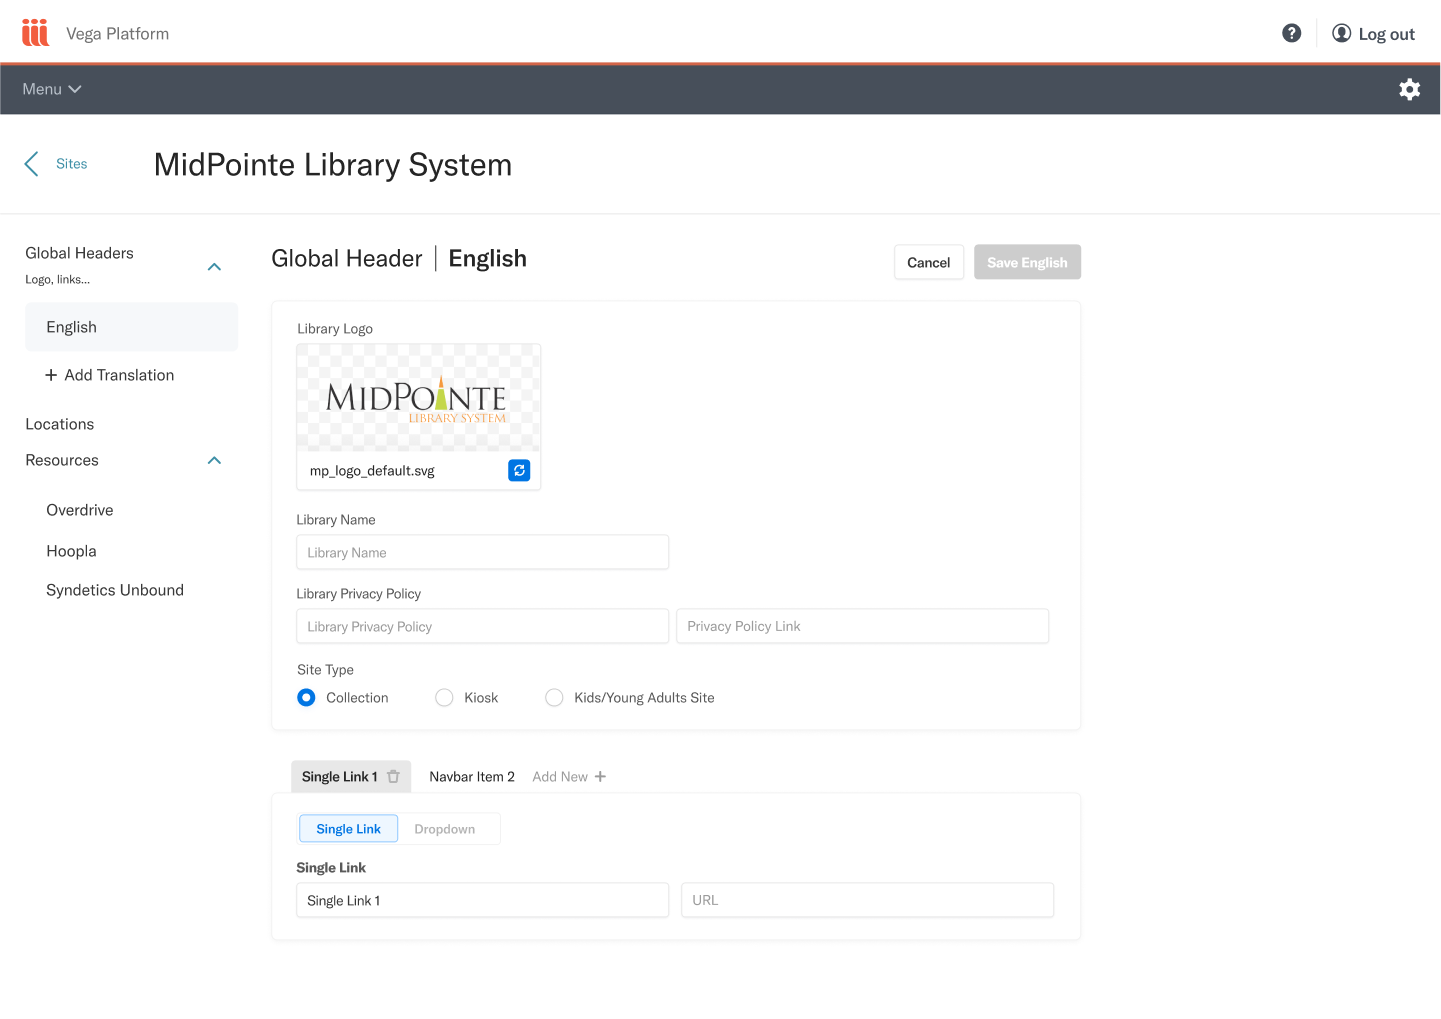 Vega Platform
Log out
Menu
Sites
MidPointe Library System
Global Headers
Logo, links...
English
+ Add Translation
Locations
Resources
Overdrive
Hoopla
Syndetics Unbound
Global Header | English
Cancel
Save English
Library Logo
MIDPOINTE
LIBRARY SYSTEM
mp_logo_default.svg
Library Name
Library Name
Library Privacy Policy
Library Privacy Policy
Privacy Policy Link
Site Type
Collection
Kiosk
Kids/Young Adults Site
Single Link 1
Navbar Item 2
Add New +
Single Link
Dropdown
Single Link
Single Link 1
URL